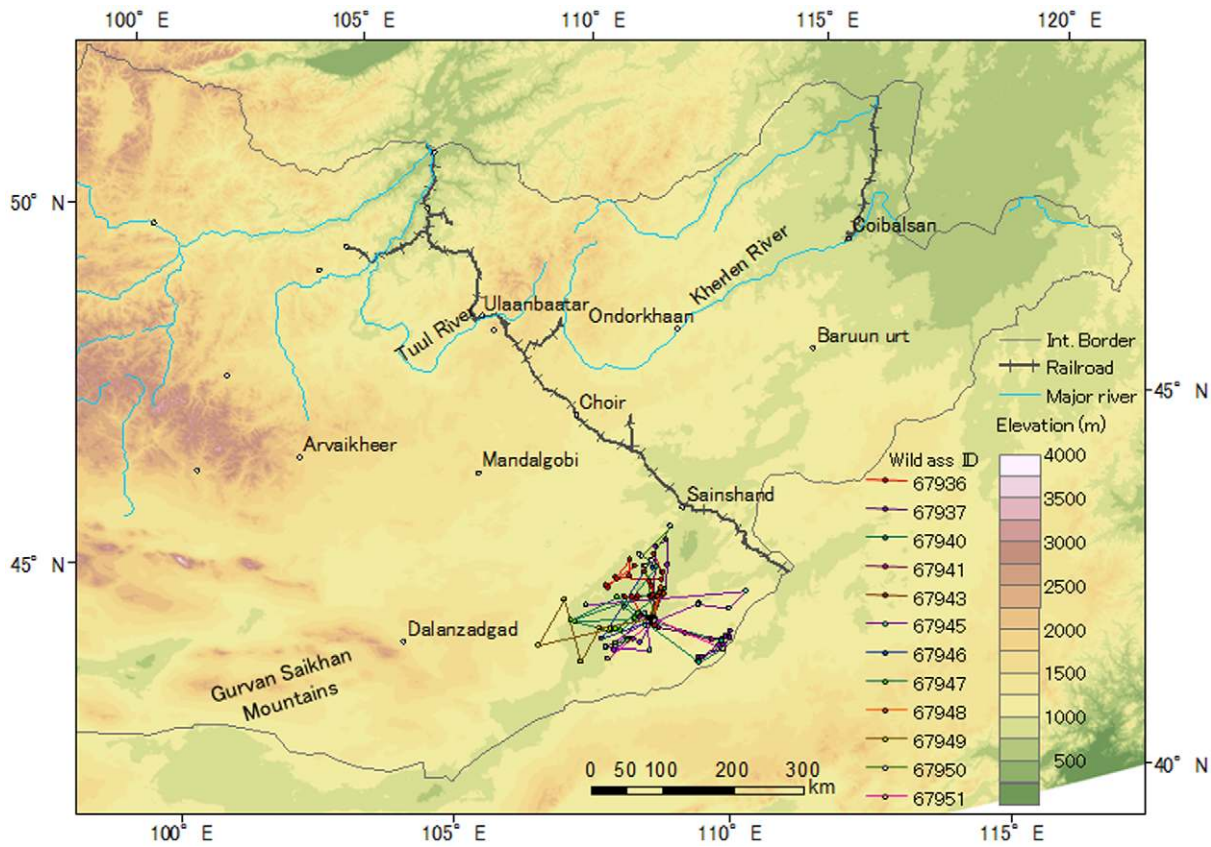 100° E
105° E
110° E
115° E
120° E
50° N
Coibalsan
Kherlen River
Ulaanbaatar
Ondorkhaan
Tuul River
Baruun urt
Int. Border
Railroad
Major river
45° N
Choir
Elevation (m)
Arvaikheer
Mandalgobi
Wild ass ID
4000
67936
3500
67937
Sainshand
67940
3000
67941
45° N
67943
2500
67945
2000
67946
Dalanzadgad
1500
67947
Gurvan Saikhan
Mountains
67948
1000
67949
500
40° N
67950
67951
0 50 100 200 300
km
100° E
105° E
110° E
115° E